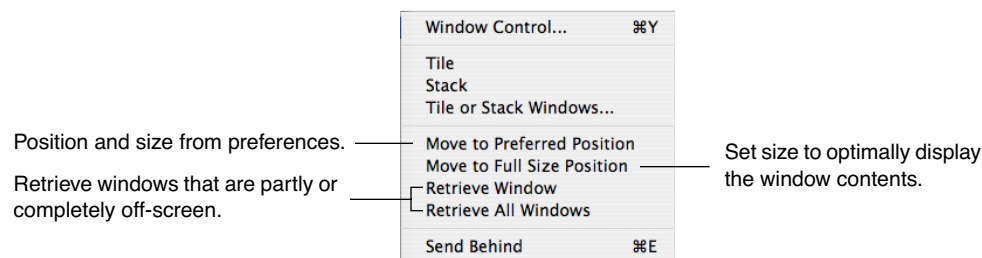 Window Control... ⌘Y
Tile
Stack
Tile or Stack Windows...
Position and size from preferences.
Move to Preferred Position
Move to Full Size Position
Set size to optimally display
the window contents.
Retrieve windows that are partly or
completely off-screen.
Retrieve Window
Retrieve All Windows
Send Behind ⌘E